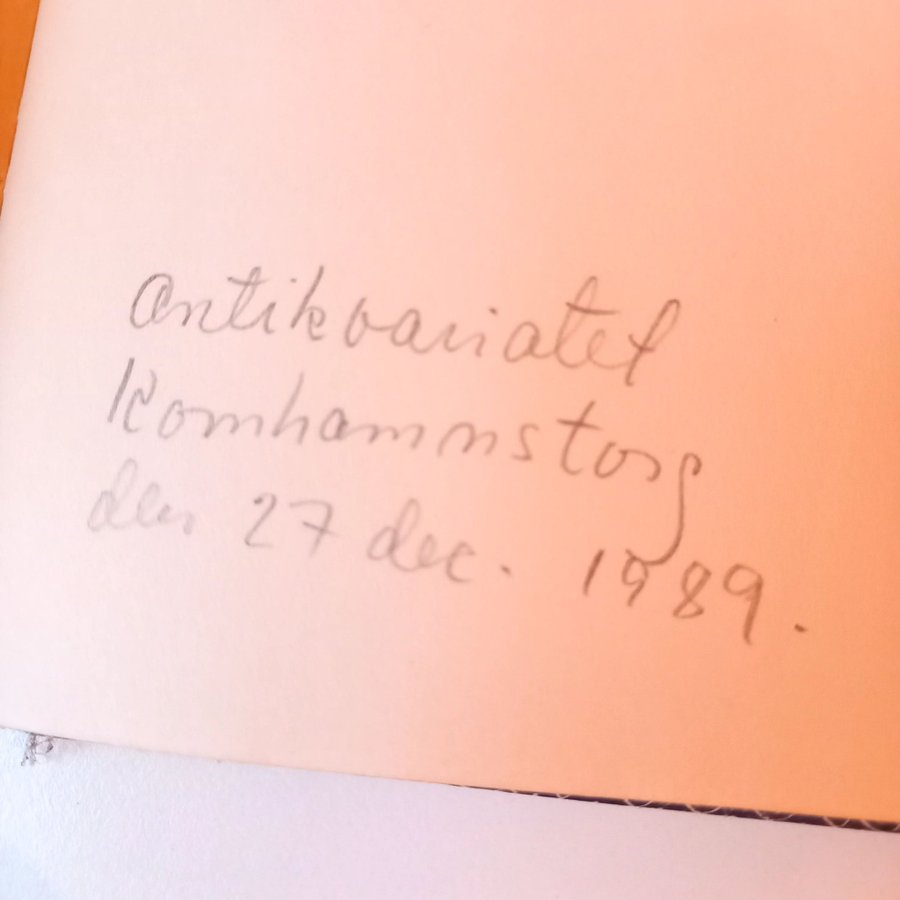 antikvariatet
Kornhamnstorg
den 27 dec. 1989.